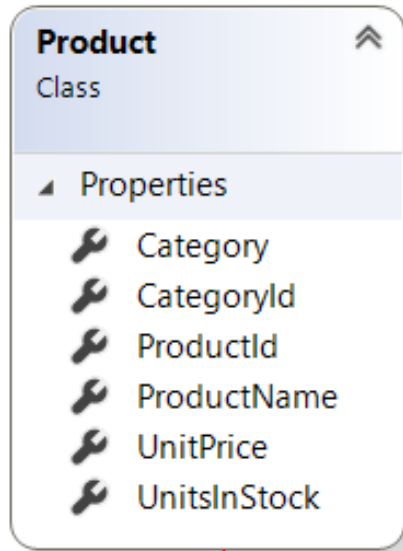 Product
Class
Properties
Category
CategoryId
ProductId
ProductName
UnitPrice
UnitsInStock